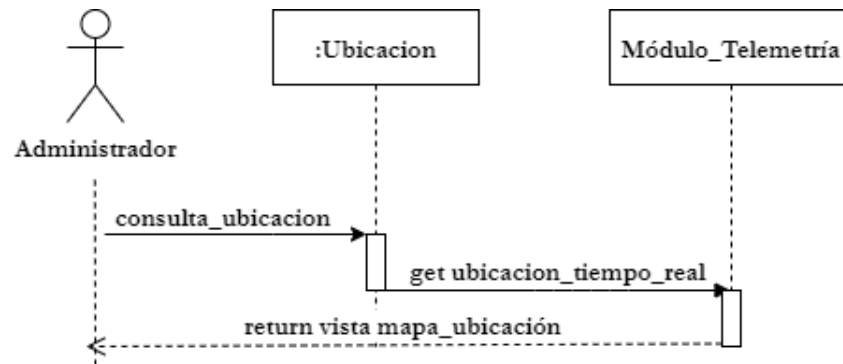 :Ubicacion
Módulo_Telemetría
Administrador
consulta_ubicacion
get ubicacion_tiempo_real
return vista mapa_ubicación